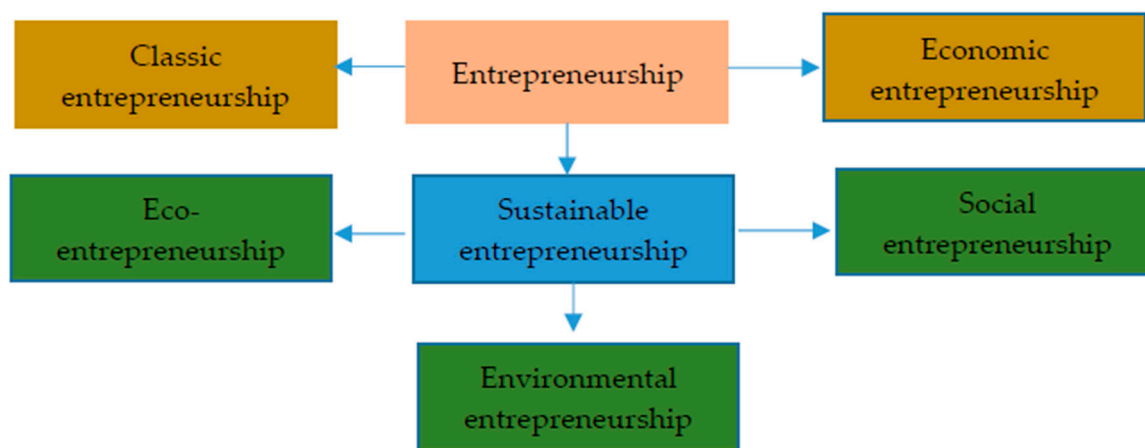 Classic
entrepreneurship
Entrepreneurship
Economic
entrepreneurship
Eco-
entrepreneurship
Sustainable
entrepreneurship
Social
entrepreneurship
Environmental
entrepreneurship